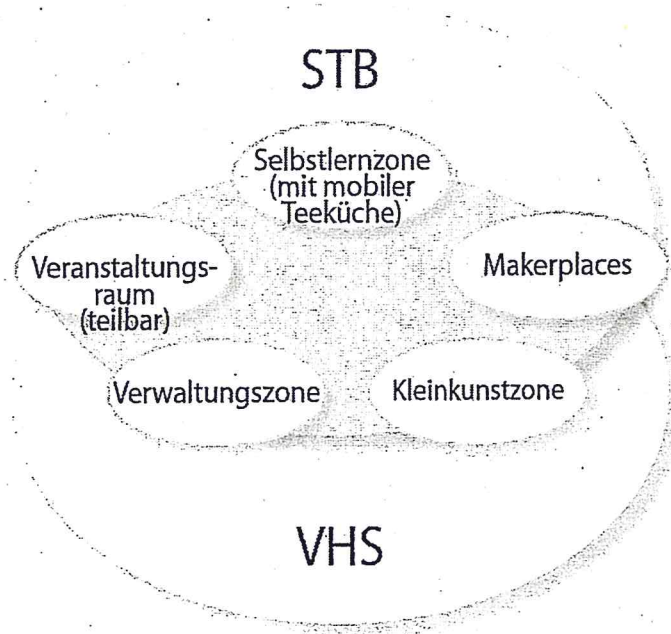 STB
Selbstlernzone
(mit mobiler
Teeküche)
Veranstaltungs-
raum
(teilbar)
Makerplaces
Verwaltungszone
Kleinkunstzone
VHS